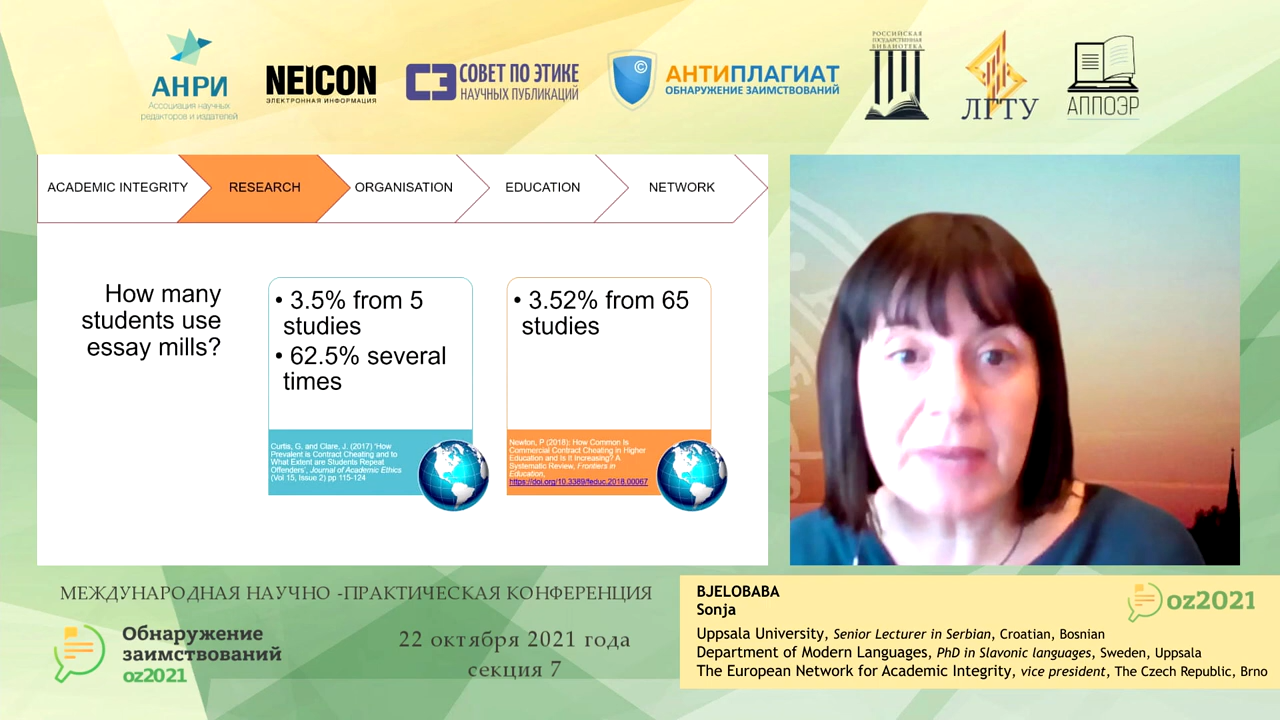 АНРИ
Ассоциация научных
редакторов и издателей
NEICON
ЭЛЕКТРОННАЯ ИНФОРМАЦИЯ
СЭ
СОВЕТ ПО ЭТИКЕ
НАУЧНЫХ ПУБЛИКАЦИЙ
©
АНТИПЛАГИАТ
ОБНАРУЖЕНИЕ ЗАИМСТВОВАНИЙ
РОССИЙСКАЯ
ГОСУДАРСТВЕННАЯ
БИБЛИОТЕКА
ЛГТУ
АППОЭР
ACADEMIC INTEGRITY
RESEARCH
ORGANISATION
EDUCATION
NETWORK
How many
students use
essay mills?
• 3.5% from 5
studies
• 62.5% several
times
Curtis, G. and Clare, J. (2017) 'How
Prevalent is Contract Cheating and to
What Extent are Students Repeat
Offenders', Journal of Academic Ethics
(Vol 15, Issue 2) pp 115-124
• 3.52% from 65
studies
Newton, P (2018): How Common Is
Commercial Contract Cheating in Higher
Education and Is It Increasing? A
Systematic Review, Frontiers in
Education,
https://doi.org/10.3389/feduc.2018.00067
МЕЖДУНАРОДНАЯ НАУЧНО -ПРАКТИЧЕСКАЯ КОНФЕРЕНЦИЯ
Обнаружение
заимствований
oz2021
22 октября 2021 года
секция 7
BJELOBABA
Sonja
oz2021
Uppsala University, Senior Lecturer in Serbian, Croatian, Bosnian
Department of Modern Languages, PhD in Slavonic languages, Sweden, Uppsala
The European Network for Academic Integrity, vice president, The Czech Republic, Brno